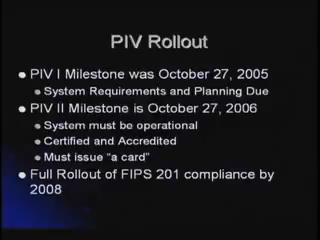 PIV Rollout
PIV I Milestone was October 27, 2005
System Requirements and Planning Due
PIV II Milestone is October 27, 2006
System must be operational
Certified and Accredited
Must issue "a card"
Full Rollout of FIPS 201 compliance by
2008